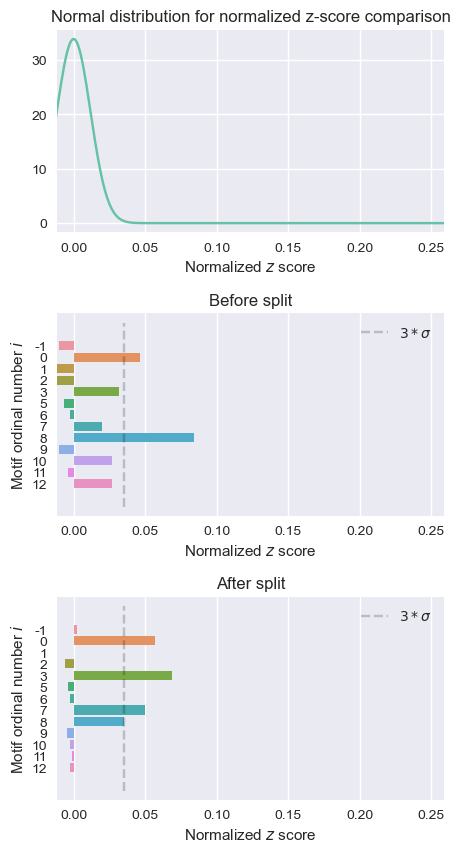 Normal distribution for normalized z-score comparison
30
20
10
0
0.00 0.05 0.10 0.15 0.20 0.25
Normalized z score
Before split
3 * σ
Motif ordinal number i
-1
0
1
2
3
5
6
7
8
9
10
11
12
0.00 0.05 0.10 0.15 0.20 0.25
Normalized z score
After split
3 * σ
Motif ordinal number i
-1
0
1
2
3
5
6
7
8
9
10
11
12
0.00 0.05 0.10 0.15 0.20 0.25
Normalized z score